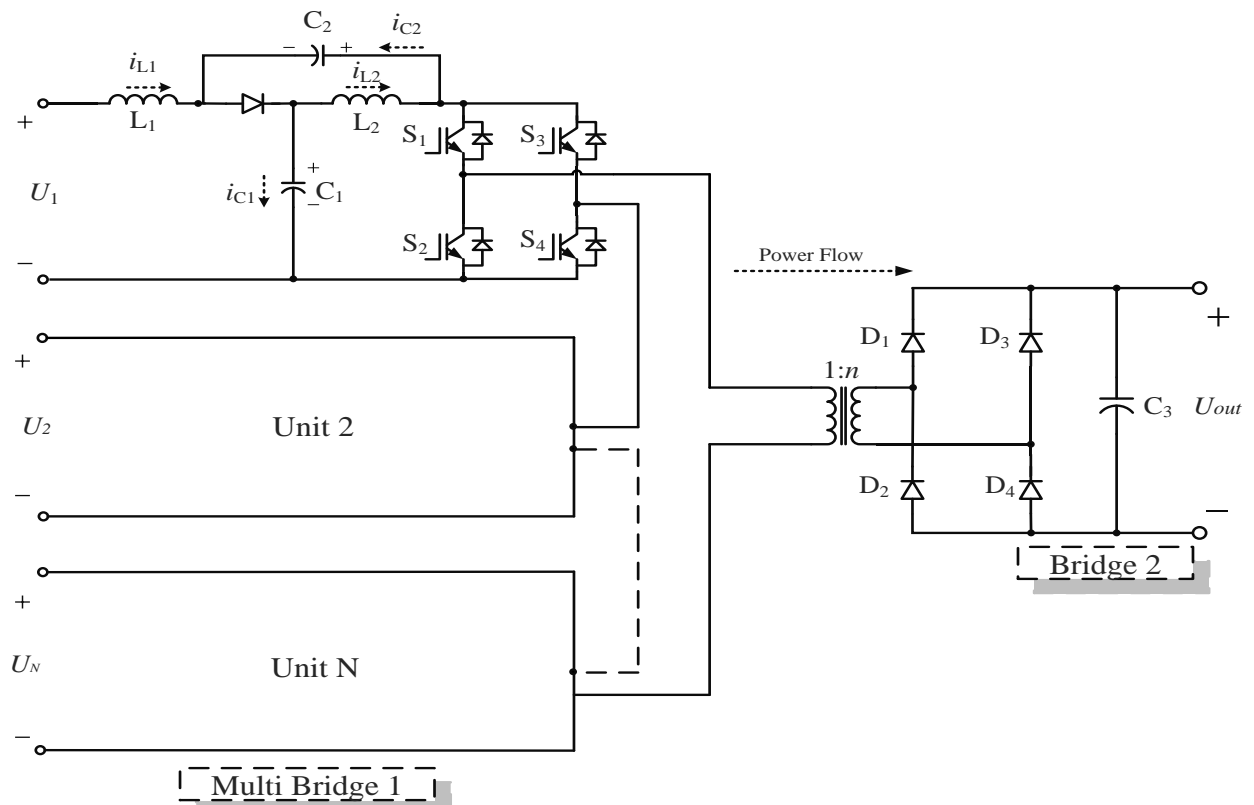 C2
iC2
iL1
iL2
+
−
+
L1
L2
S1
S3
+
U1
iC1
+
C1
−
S2
S4
−
Power Flow
+
D1
D3
+
U2
Unit 2
1:n
C3
Uout
D2
D4
−
−
Bridge 2
+
UN
Unit N
−
Multi Bridge 1